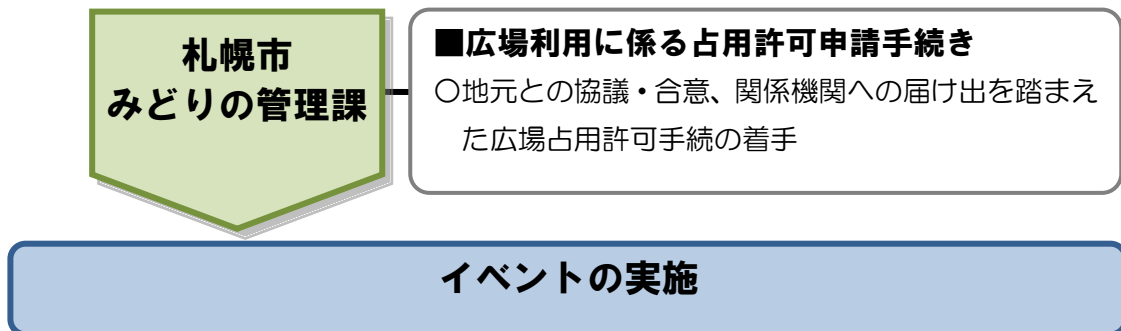 札幌市
みどりの管理課
■広場利用に係る占用許可申請手続き
〇地元との協議・合意、関係機関への届け出を踏まえ
た広場占用許可手続の着手
イベントの実施